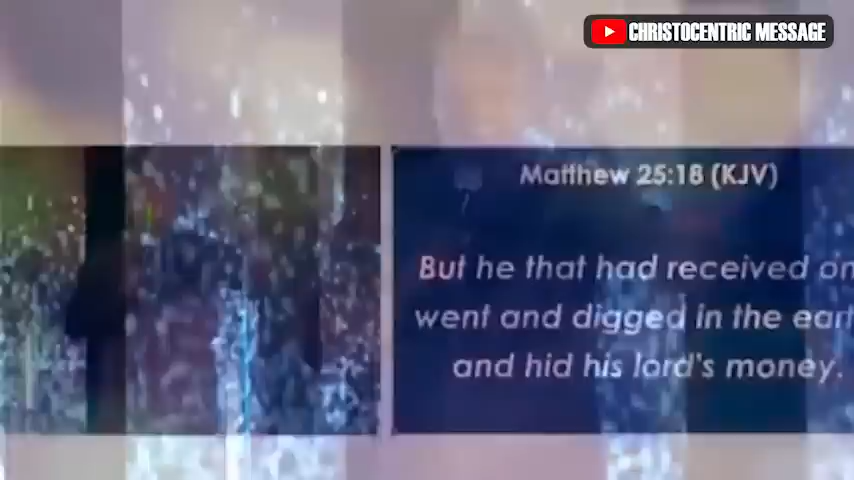 CHRISTOCENTRIC MESSAGE
Matthew 25:18 (KJV)
But he that had received
went and digged in the
and hid his lord's money.